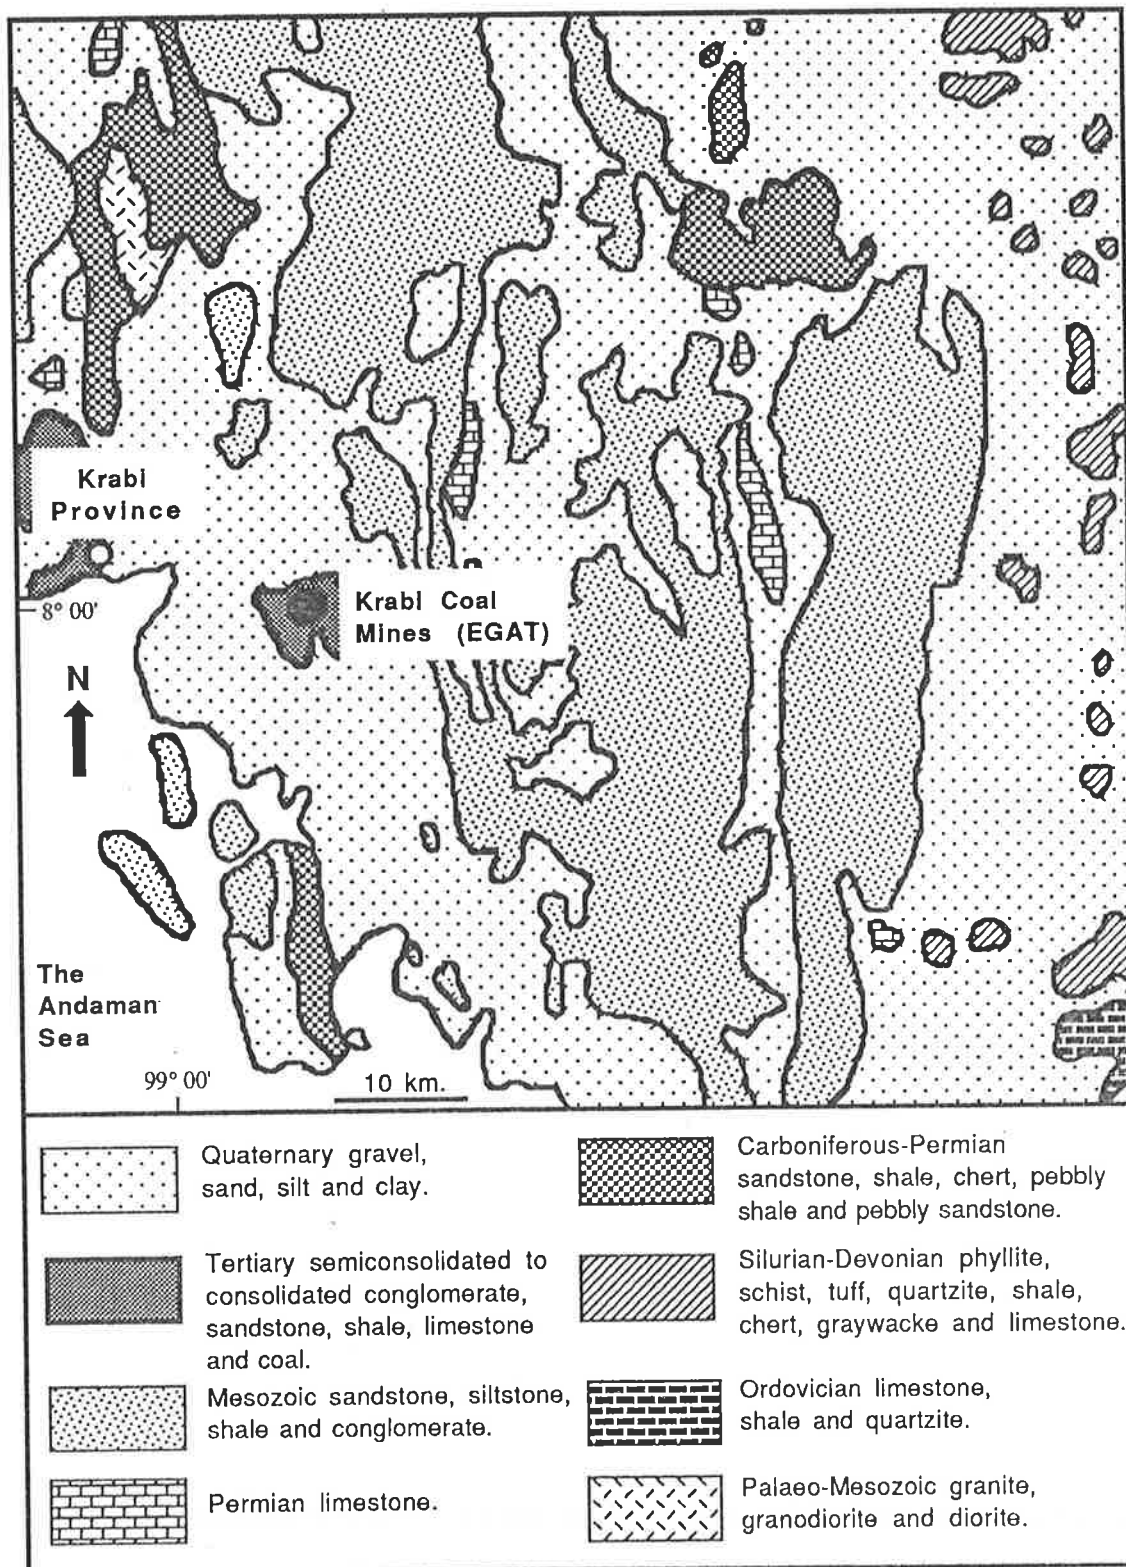 Krabi
Province
8° 00'
Krabi Coal
Mines (EGAT)
N
The
Andaman
Sea
99° 00'
10 km.
Quaternary gravel,
sand, silt and clay.
Tertiary semiconsolidated to
consolidated conglomerate,
sandstone, shale, limestone
and coal.
Mesozoic sandstone, siltstone,
shale and conglomerate.
Permian limestone.
Carboniferous-Permian
sandstone, shale, chert, pebbly
shale and pebbly sandstone.
Silurian-Devonian phyllite,
schist, tuff, quartzite, shale,
chert, graywacke and limestone.
Ordovician limestone,
shale and quartzite.
Palaeo-Mesozoic granite,
granodiorite and diorite.